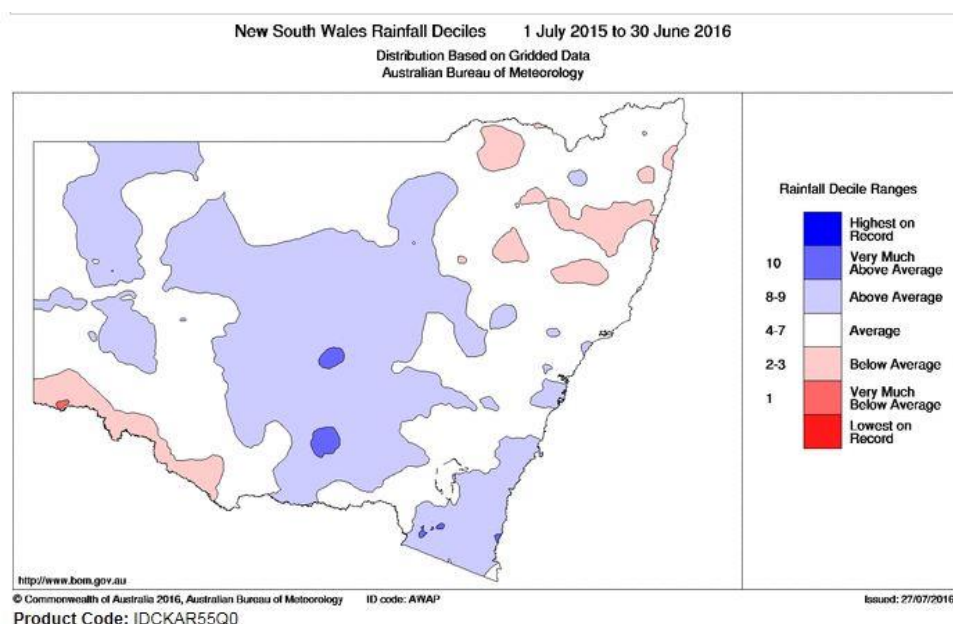 New South Wales Rainfall Deciles 1 July 2015 to 30 June 2016
Distribution Based on Gridded Data
Australian Bureau of Meteorology
Rainfall Decile Ranges
Highest on
Record
10 Very Much
Above Average
8-9 Above Average
4-7 Average
2-3 Below Average
1 Very Much
Below Average
Lowest on
Record
http://www.bom.gov.au
© Commonwealth of Australia 2016, Australian Bureau of Meteorology ID code: AWAP Issued: 27/07/2016
Product Code: IDCKAR55Q0